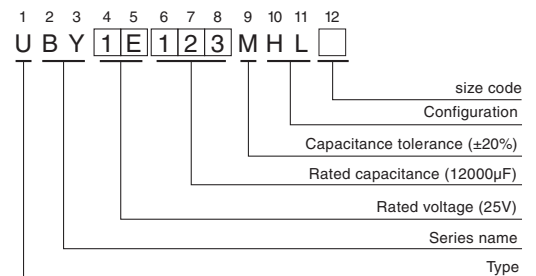 1 2 3 4 5 6 7 8 9 10 11 12
U B Y 1 E 1 2 3 M H L
size code
Configuration
Capacitance tolerance (±20%)
Rated capacitance (12000µF)
Rated voltage (25V)
Series name
Type